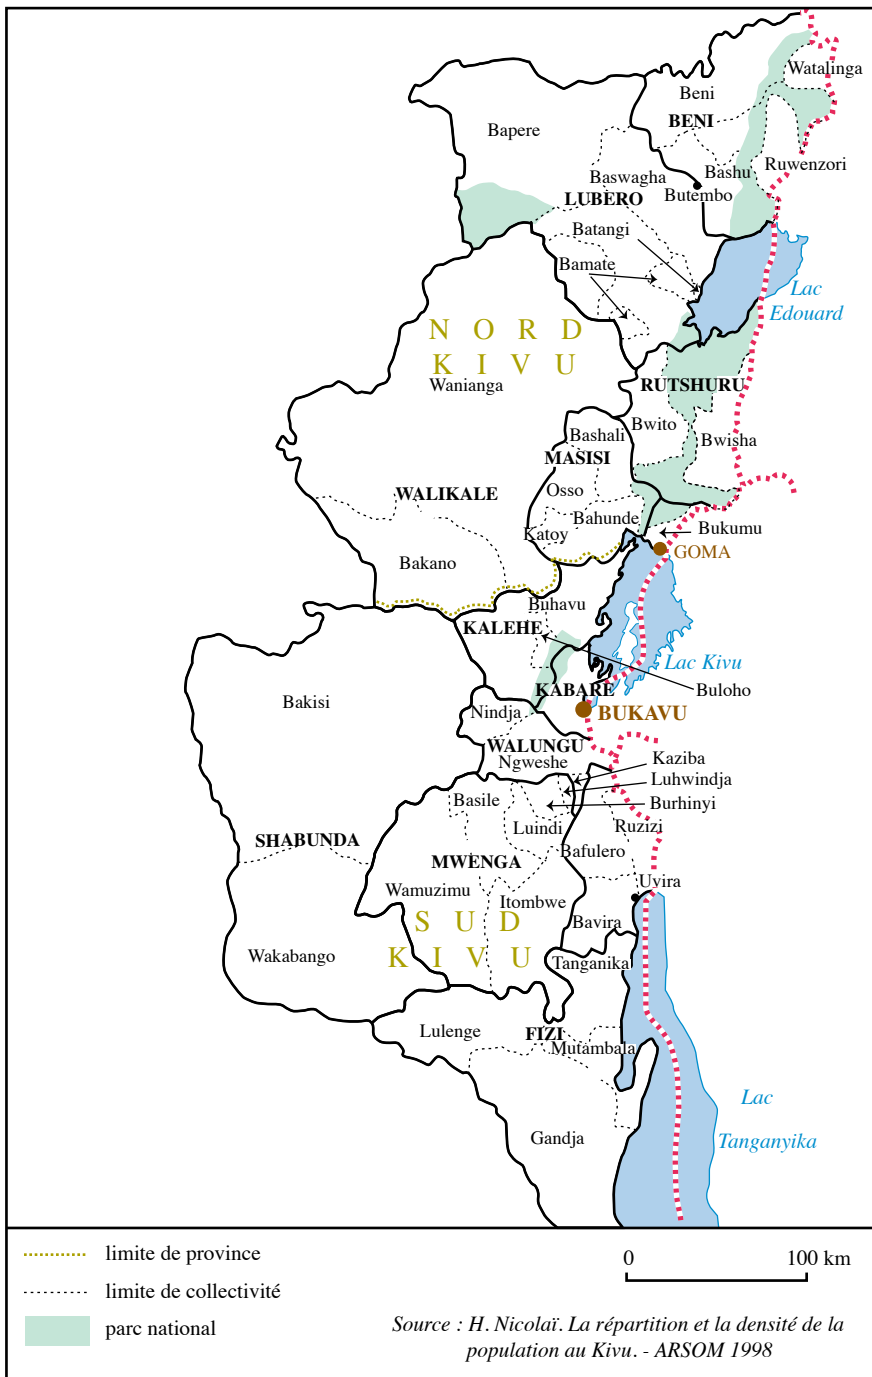 Watalinga
Beni
BENI
Bapere
Ruwenzori
Bashu
Baswagha
Butembo
LUBERO
Batangi
Bamate
Lac
Edouard
NORD
KIVU
Wanianga
RUTSHURU
Bwito
Bwisha
Bashali
MASISI
Osso
WALIKALE
Bahunde
Bukumu
Katoy
GOMA
Bakano
Buhavu
KALEHE
Lac Kivu
Buloho
KABARE
Bakisi
Nindja
BUKAVU
WALUNGU
Ngweshe
Kaziba
Luhwindja
Basile
Burhinyi
Luindi
Ruzizi
SHABUNDA
MWENGA
Bafulero
Uvira
Wamuzimu
Itombwe
SUD
KIVU
Bavira
Wakabango
Tanganika
Lulenge
FIZI
Mutambala
Lac
Tanganyika
Gandja
limite de province
limite de collectivité
parc national
0 100 km
Source : H. Nicolaï. La répartition et la densité de la
population au Kivu. - ARSOM 1998